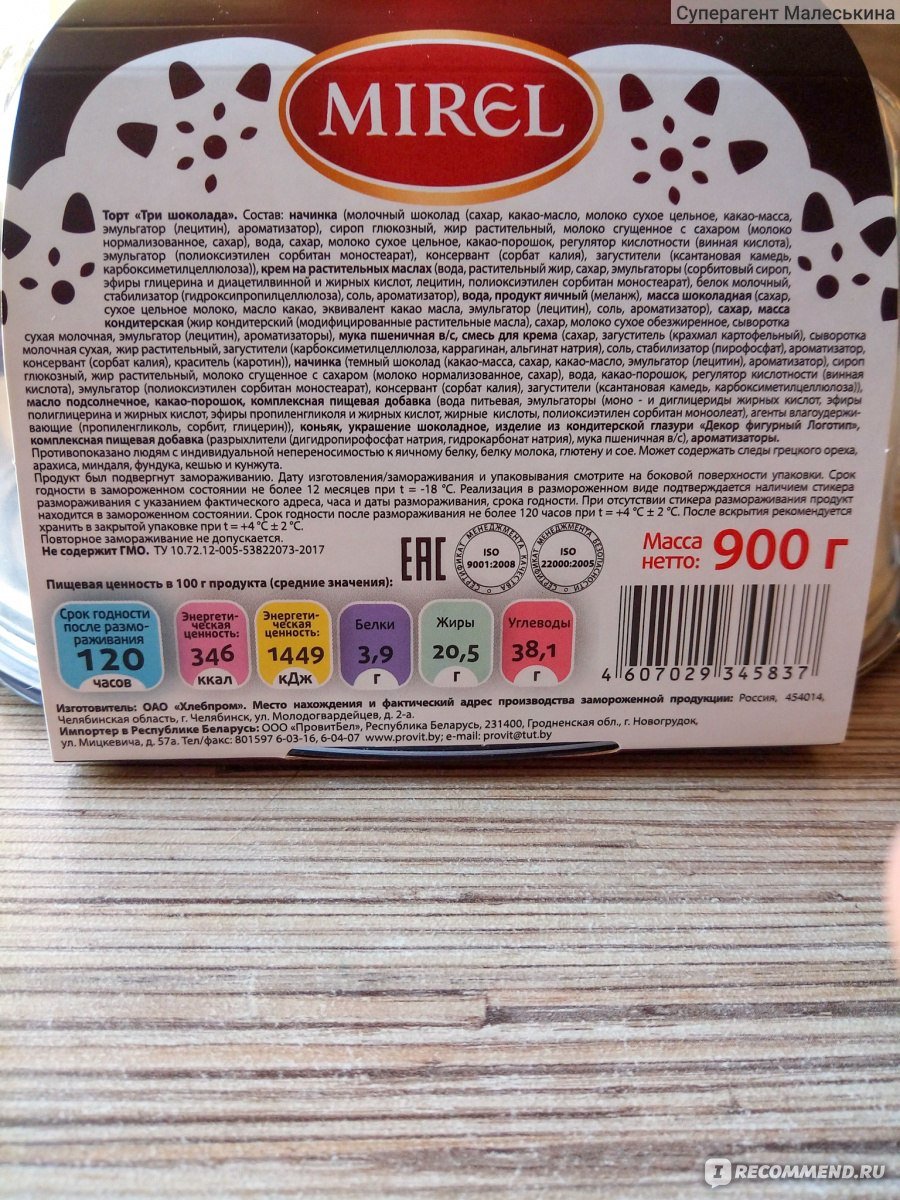 Суперагент Малеськина
MIREL
Торт «Три шоколада». Состав: начинка (молочный шоколад (сахар, какао-масло, молоко сухое цельное, какао-масса,
эмульгатор (лецитин), ароматизатор), сироп глюкозный, жир растительный, молоко сгущенное с сахаром (молоко
нормализованное, сахар), вода, сахар, молоко сухое цельное, какао-порошок, регулятор кислотности (винная кислота),
эмульгатор (полиоксиэтилен сорбитан моностеарат), консервант (сорбат калия), загустители (ксантановая камедь,
карбоксиметилцеллюлоза)), крем на растительных маслах (вода, растительный жир, сахар, эмульгаторы (сорбитовый сироп,
эфиры глицерина и диацетилвинной и жирных кислот, лецитин, полиоксиэтилен сорбитан моностеарат), белок молочный,
стабилизатор (гидроксипропилцеллюлоза), соль, ароматизатор), вода, продукт яичный (меланж), масса шоколадная (сахар,
сухое цельное молоко, масло какао, эквивалент какао масла, эмульгатор (лецитин), соль, ароматизатор), сахар, масса
кондитерская (жир кондитерский (модифицированные растительные масла), сахар, молоко сухое обезжиренное, сыворотка
сухая молочная, эмульгатор (лецитин), ароматизаторы), мука пшеничная в/с, смесь для крема (сахар, загуститель (крахмал картофельный), сыворотка
молочная сухая, жир растительный, загустители (карбоксиметилцеллюлоза, каррагинан, альгинат натрия), соль, стабилизатор (пирофосфат), ароматизатор,
консервант (сорбат калия), краситель (каротин)), начинка (темный шоколад (какао-масса, сахар, какао-масло, эмульгатор (лецитин), ароматизатор), сироп
глюкозный, жир растительный, молоко сгущенное с сахаром (молоко нормализованное, сахар), вода, какао-порошок, регулятор кислотности (винная
кислота), эмульгатор (полиоксиэтилен сорбитан моностеарат), консервант (сорбат калия), загустители (ксантановая камедь, карбоксиметилцеллюлоза)),
масло подсолнечное, какао-порошок, комплексная пищевая добавка (вода питьевая, эмульгаторы (моно - и диглицериды жирных кислот, эфиры
полиглицерина и жирных кислот, эфиры пропиленгликоля и жирных кислот, жирные кислоты, полиоксиэтилен сорбитан моноолеат), агенты влагоудержи-
вающие (пропиленгликоль, сорбит, глицерин)), коньяк, украшение шоколадное, изделие из кондитерской глазури «Декор фигурный Логотип»,
комплексная пищевая добавка (разрыхлители (дигидропирофосфат натрия, гидрокарбонат натрия), мука пшеничная в/с), ароматизаторы.
Противопоказано людям с индивидуальной непереносимостью к яичному белку, белку молока, глютену и сое. Может содержать следы грецкого ореха,
арахиса, миндаля, фундука, кешью и кунжута.
Продукт был подвергнут замораживанию. Дату изготовления/замораживания и упаковывания смотрите на боковой поверхности упаковки. Срок
годности в замороженном состоянии не более 12 месяцев при t = -18 °C. Реализация в размороженном виде подтверждается наличием стикера
размораживания с указанием фактического адреса, часа и даты размораживания, срока годности. При отсутствии стикера размораживания продукт
находится в замороженном состоянии. Срок годности после размораживания не более 120 часов при t = +4 °C ± 2 °C. После вскрытия рекомендуется
хранить в закрытой упаковке при t = +4 °C ± 2 °C.
Повторное замораживание не допускается.
Не содержит ГМО. ТУ 10.72.12-005-53822073-2017
EAC
СЕРТИФИКАТ МЕНЕДЖМЕНТА КАЧЕСТВА
ISO
9001:2008
СЕРТИФИКАТ МЕНЕДЖМЕНТА БЕЗОПАСНОСТИ
ISO
22000:2005
Масса
нетто: 900 г
Пищевая ценность в 100 г продукта (средние значения):
Срок годности
после размо-
раживания
120
часов
Энергети-
ческая
ценность:
346
ккал
Энергети-
ческая
ценность:
1449
кДж
Белки
3,9
г
Жиры
20,5
г
Углеводы
38,1
г
4 607029 345837
Изготовитель: ОАО «Хлебпром». Место нахождения и фактический адрес производства замороженной продукции: Россия, 454014,
Челябинская область, г. Челябинск, ул. Молодогвардейцев, д. 2-а.
Импортер в Республике Беларусь: ООО «ПровитБел», Республика Беларусь, 231400, Гродненская обл., г. Новогрудок,
ул. Мицкевича, д. 57а. Тел/факс: 801597 6-03-16, 6-04-07 www.provit.by; e-mail: provit@tut.by
IRECOMMEND.RU